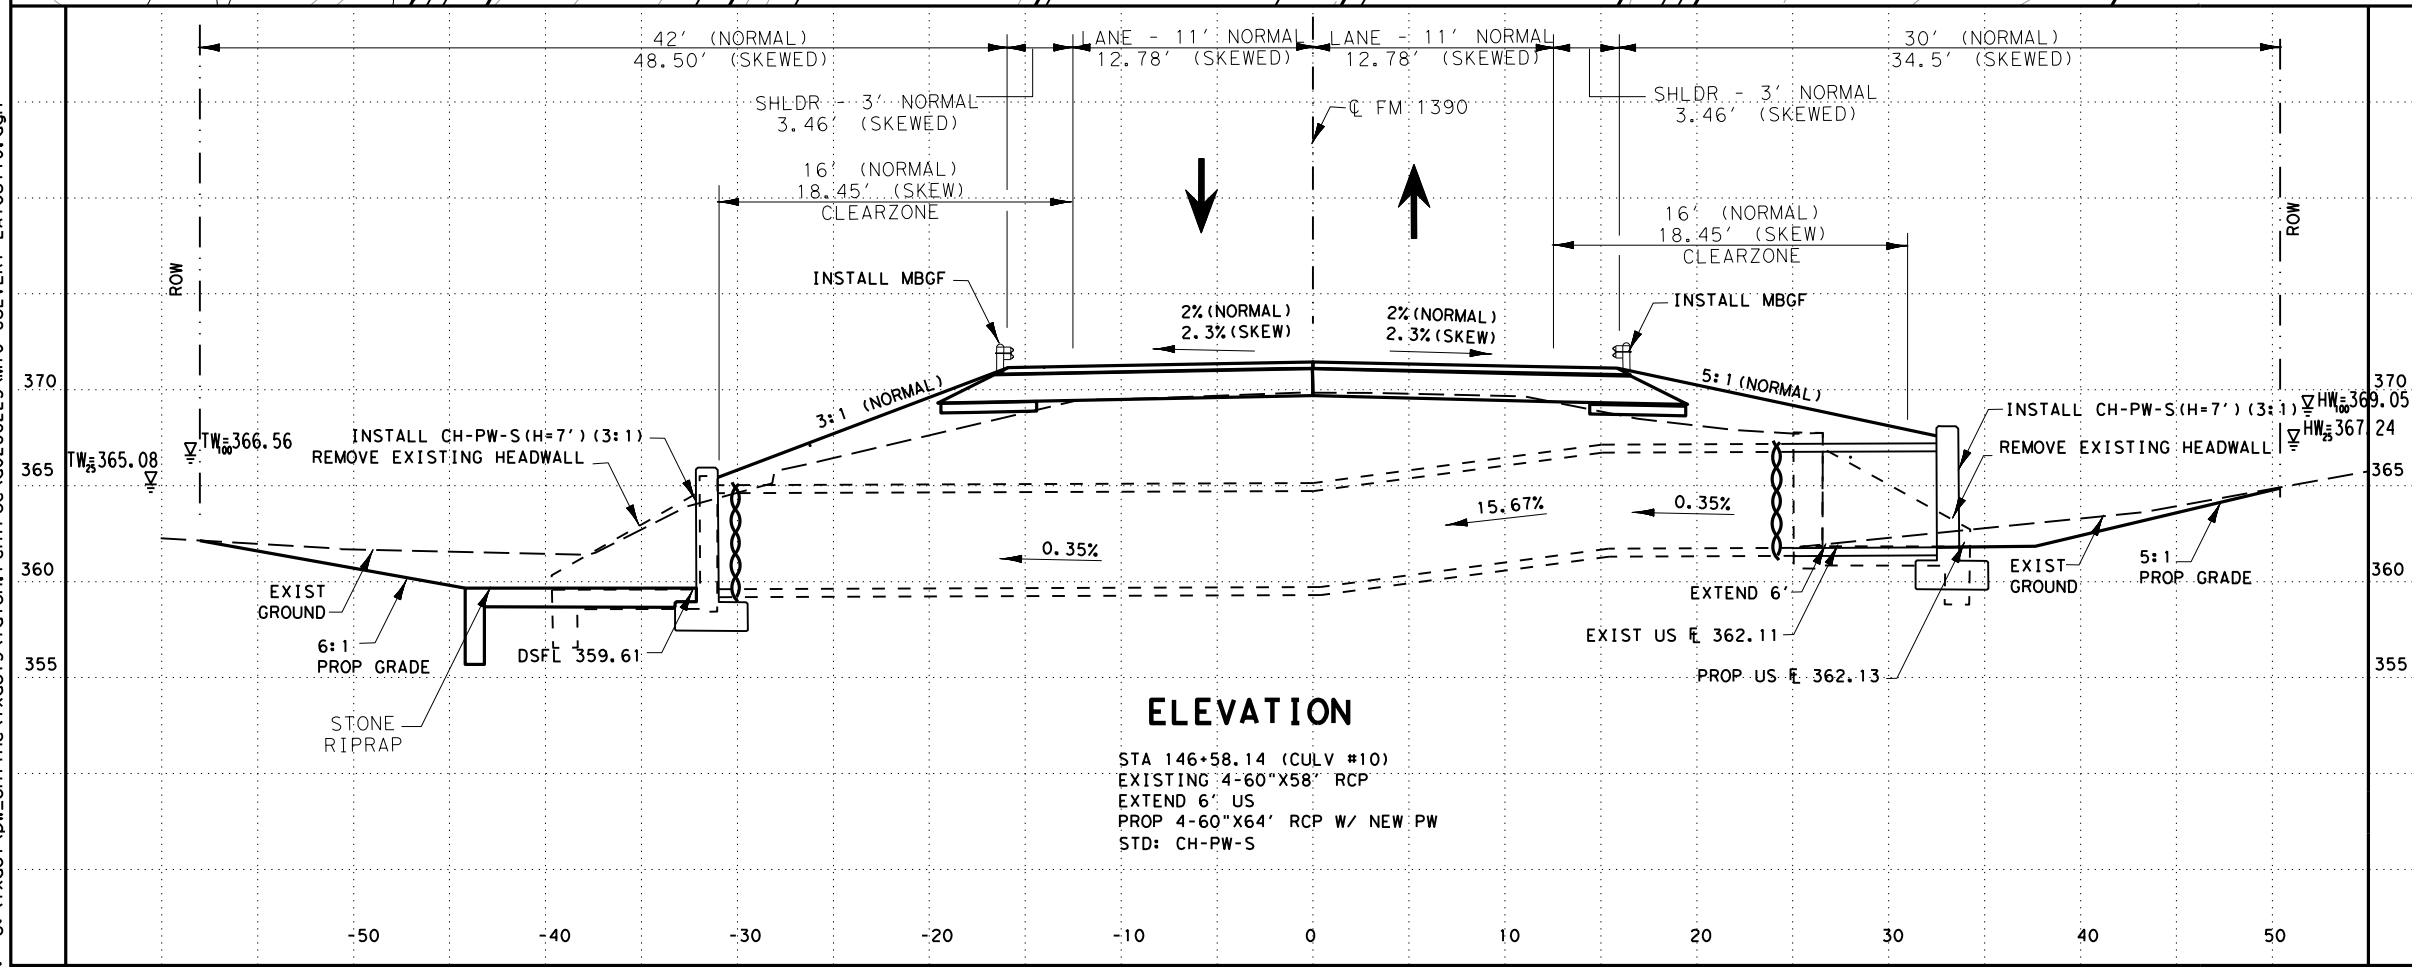 42' (NORMAL)
48.50' (SKEWED)
LANE - 11' NORMAL
12.78' (SKEWED)
LANE - 11' NORMAL
12.78' (SKEWED)
30' (NORMAL)
34.5' (SKEWED)
SHLDR - 3' NORMAL
3.46' (SKEWED)
℄ FM 1390
SHLDR - 3' NORMAL
3.46' (SKEWED)
16' (NORMAL)
18.45' (SKEW)
CLEARZONE
16' (NORMAL)
18.45' (SKEW)
CLEARZONE
ROW
ROW
INSTALL MBGF
INSTALL MBGF
2%(NORMAL)
2.3%(SKEW)
2%(NORMAL)
2.3%(SKEW)
370
3:1 (NORMAL)
5:1(NORMAL)
370
HW100=369.05
INSTALL CH-PW-S(H=7')(3:1)
HW25=367.24
REMOVE EXISTING HEADWALL
TW100=366.56
INSTALL CH-PW-S(H=7')(3:1)
REMOVE EXISTING HEADWALL
TW25=365.08
365
365
15.67%
0.35%
0.35%
360
360
EXIST
GROUND
EXIST
GROUND
5:1
PROP GRADE
EXTEND 6'
EXIST US FL 362.11
PROP US FL 362.13
6:1
PROP GRADE
DSFL 359.61
355
355
STONE
RIPRAP
ELEVATION
STA 146+58.14 (CULV #10)
EXISTING 4-60"X58' RCP
EXTEND 6' US
PROP 4-60"X64' RCP W/ NEW PW
STD: CH-PW-S
-50
-40
-30
-20
-10
0
10
20
30
40
50